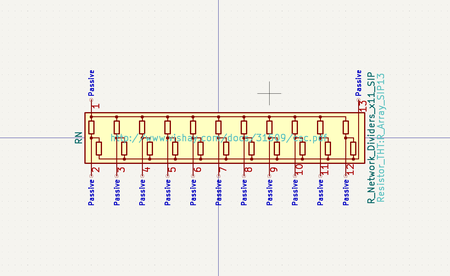 Passive
Passive
1
13
RN
http://www.vishay.com/docs/31509/csc.pdf
R_Network_Dividers_x11_SIP
Resistor_THT:R_Array_SIP13
2
3
4
5
6
7
8
9
10
11
12
Passive
Passive
Passive
Passive
Passive
Passive
Passive
Passive
Passive
Passive
Passive